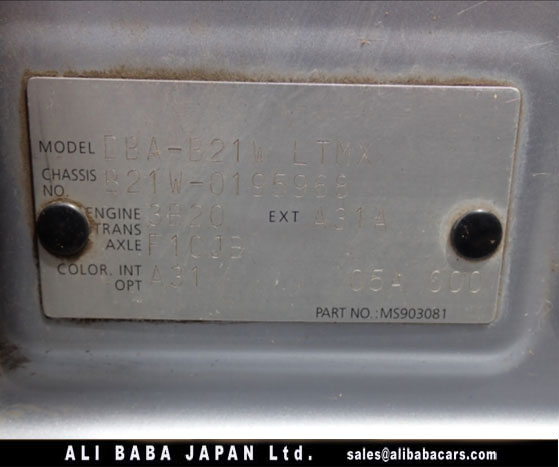 MODEL DBA-B21W LTMX
CHASSIS NO. B21W-0195968
ENGINE 3B20 EXT A31A
TRANS AXLE F1CJB
COLOR. INT A31 C5A 600
OPT
PART NO.: MS903081
ALI BABA JAPAN Ltd. sales@alibabacars.com